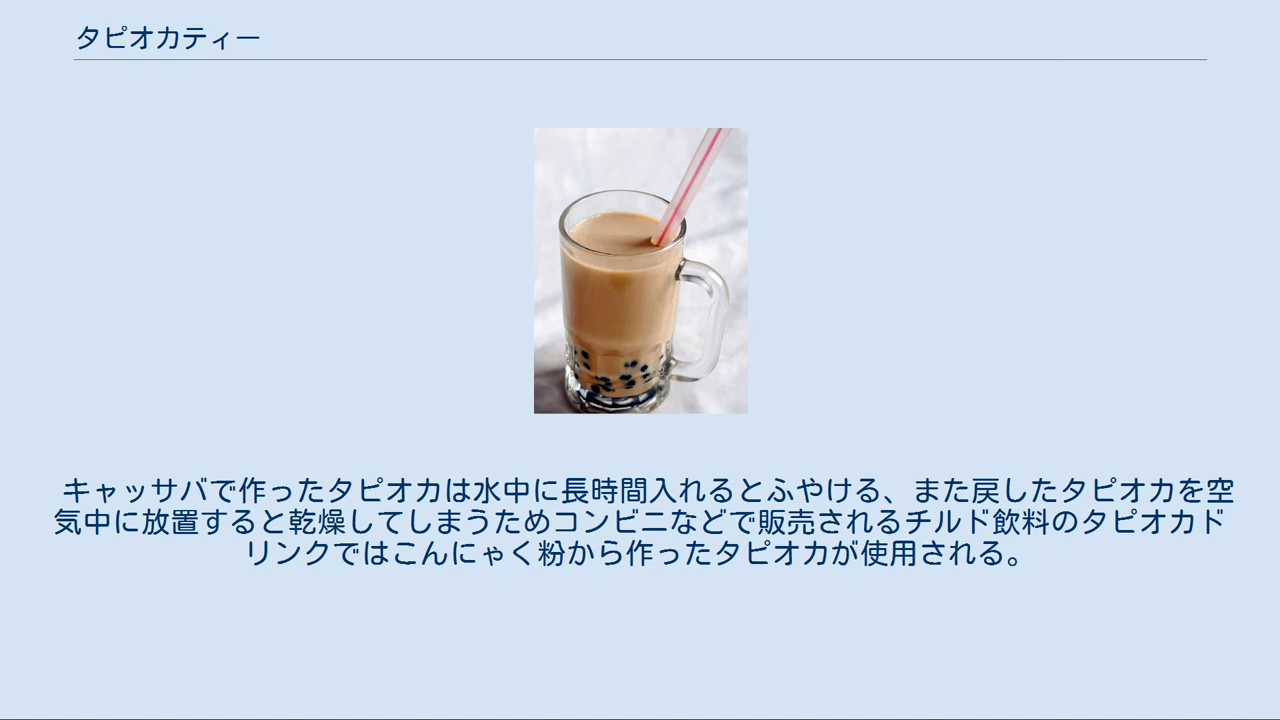 タピオカティー
キャッサバで作ったタピオカは水中に長時間入れるとふやける、また戻したタピオカを空
気中に放置すると乾燥してしまうためコンビニなどで販売されるチルド飲料のタピオカド
リンクではこんにゃく粉から作ったタピオカが使用される。